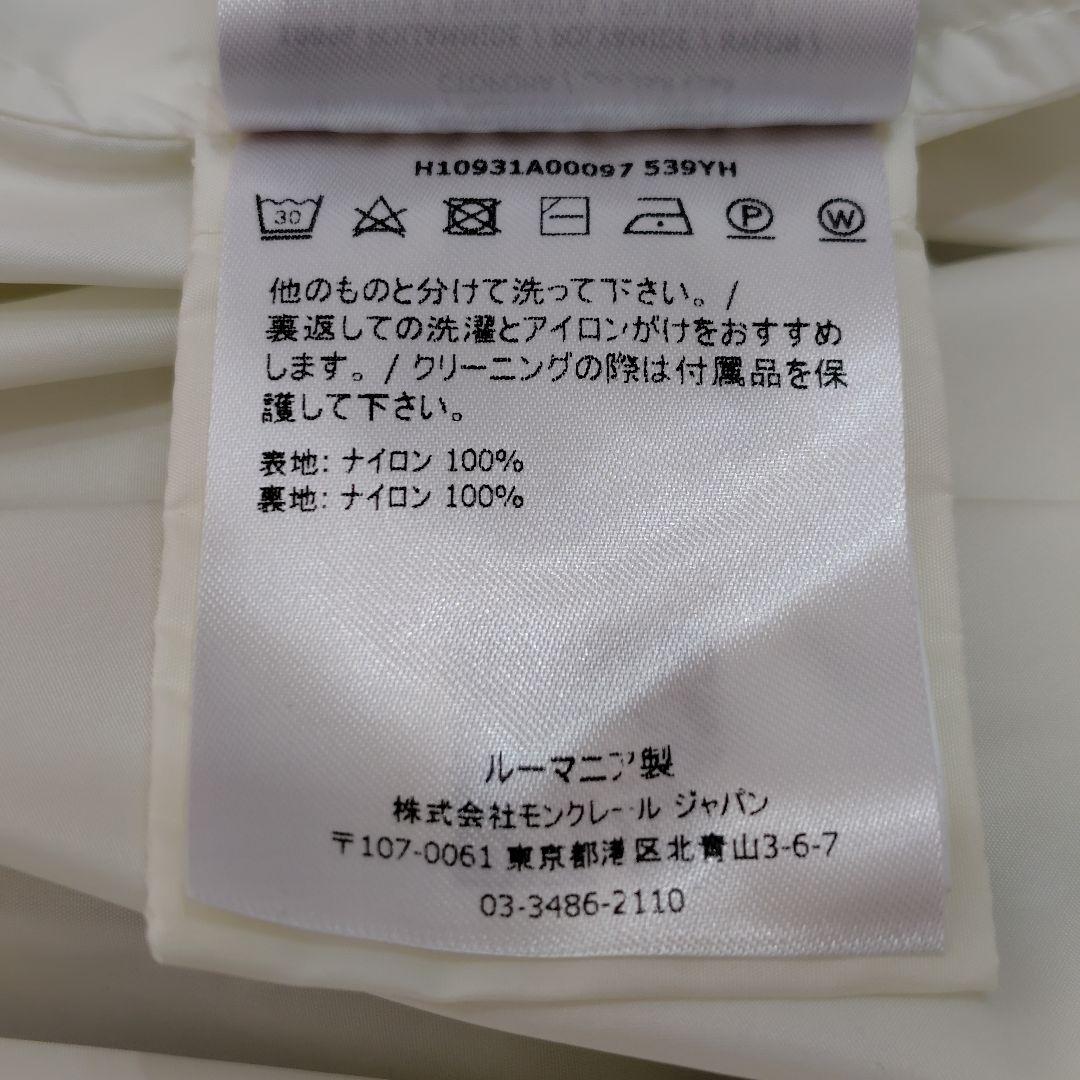 H10931A00097 539YH
30 P W
他のものと分けて洗って下さい。/
裏返しての洗濯とアイロンがけをおすすめ
します。/ クリーニングの際は付属品を保
護して下さい。
表地: ナイロン 100%
裏地: ナイロン 100%
ルーマニア製
株式会社モンクレール ジャパン
〒107-0061 東京都港区北青山3-6-7
03-3486-2110